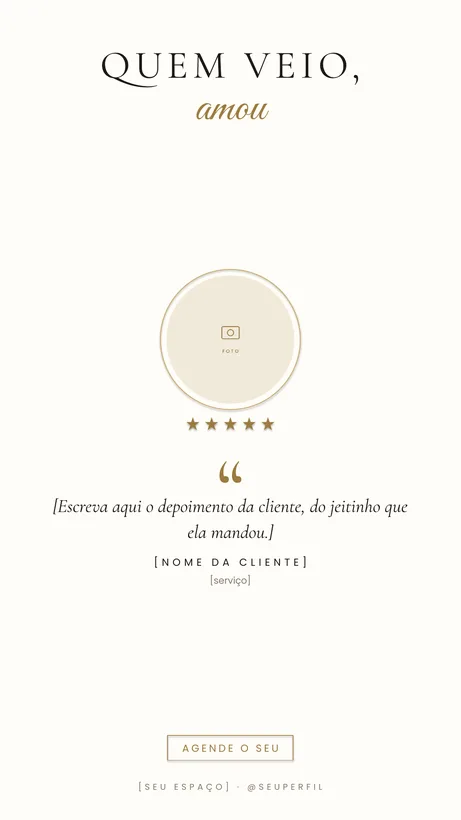 QUEM VEIO,
amou
FOTO
“
[Escreva aqui o depoimento da cliente, do jeitinho que
ela mandou.]
[NOME DA CLIENTE]
[serviço]
AGENDE O SEU
[SEU ESPAÇO] · @SEUPERFIL